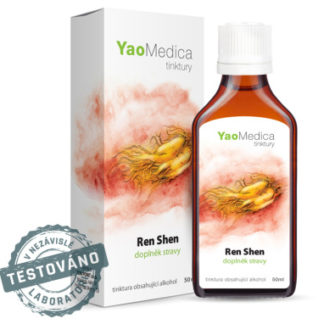 YaoMedica
tinktury
Ren Shen
doplněk stravy
tinktura obsahující alkohol
YaoMedica
tinktury
Ren Shen
doplněk stravy
tinktura obsahující alkohol 50ml
V NEZÁVISLÉ
TESTOVÁNO
LABORATOŘI